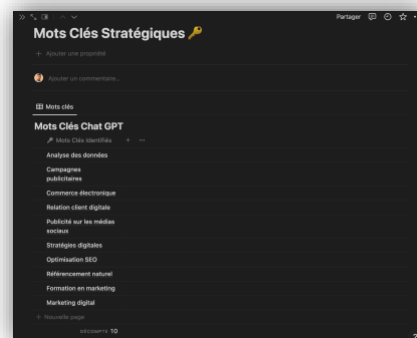 Partager
Mots Clés Stratégiques 🔑
+ Ajouter une propriété
Ajouter un commentaire...
Mots clés
Mots Clés Chat GPT
Mots Clés Identifiés + ...
Analyse des données
Campagnes
publicitaires
Commerce électronique
Relation client digitale
Publicité sur les médias
sociaux
Stratégies digitales
Optimisation SEO
Référencement naturel
Formation en marketing
Marketing digital
+ Nouvelle page
DÉCOMPTE 10